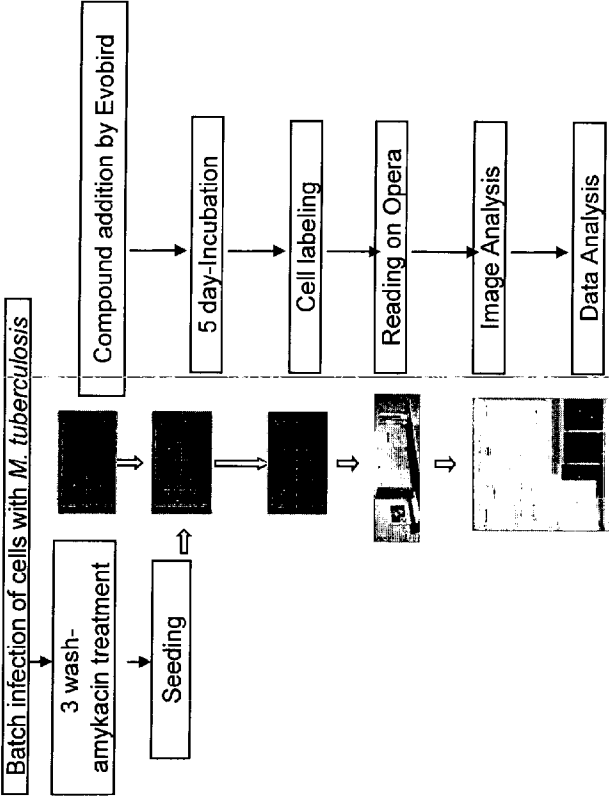 Batch infection of cells with M. tuberculosis
3 wash-
amykacin treatment
Seeding
Compound addition by Evobird
5 day-Incubation
Cell labeling
Reading on Opera
Image Analysis
Data Analysis